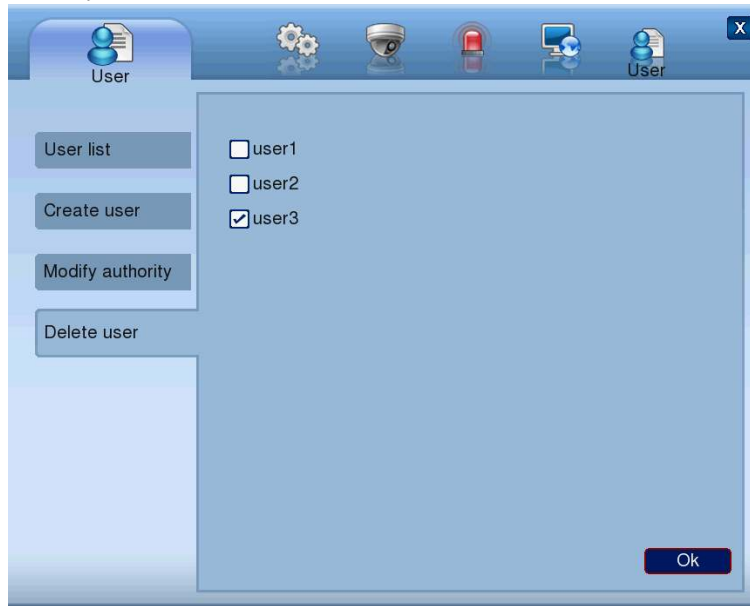 User
User
X
User list
user1
user2
Create user
user3
Modify authority
Delete user
Ok